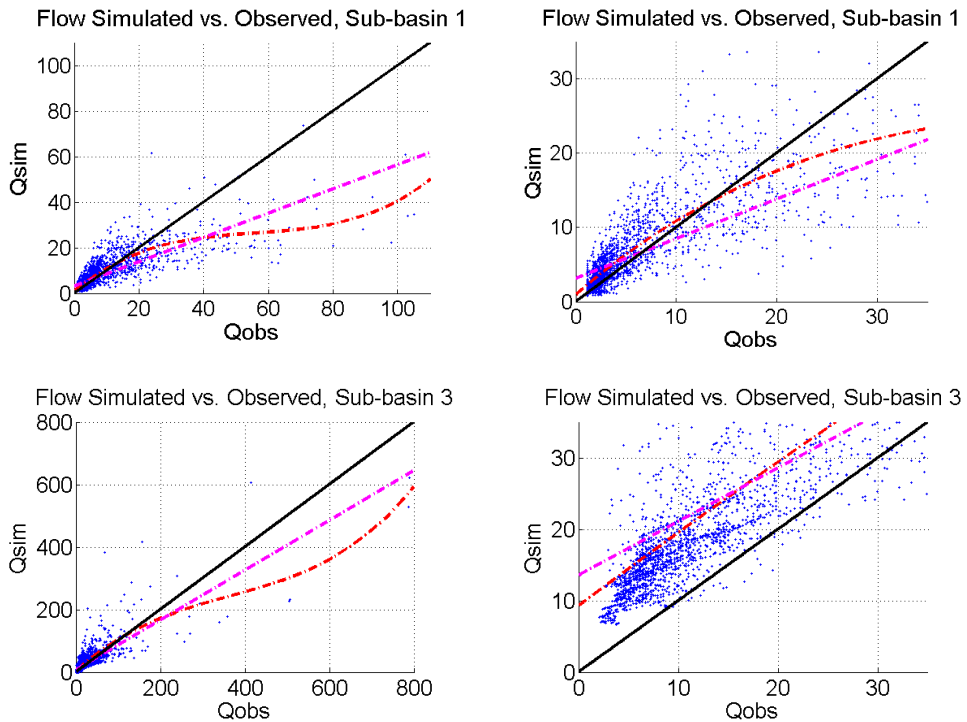 Flow Simulated vs. Observed, Sub-basin 1
Qsim
100
80
60
40
20
0
0 20 40 60 80 100
Qobs
Flow Simulated vs. Observed, Sub-basin 1
Qsim
30
20
10
0
0 10 20 30
Qobs
Flow Simulated vs. Observed, Sub-basin 3
Qsim
800
600
400
200
0
0 200 400 600 800
Qobs
Flow Simulated vs. Observed, Sub-basin 3
Qsim
30
20
10
0
0 10 20 30
Qobs